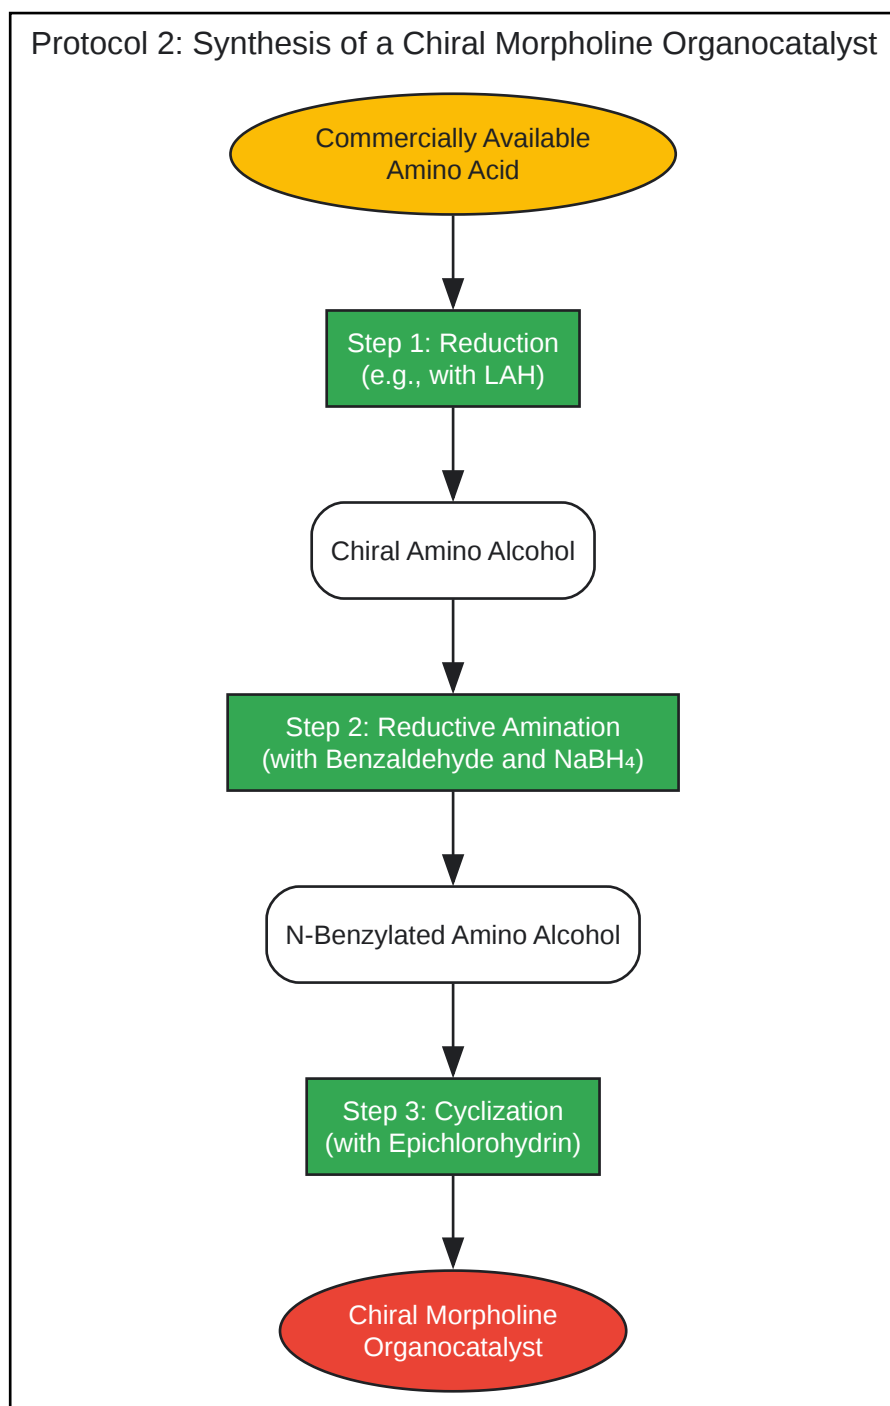 Protocol 2: Synthesis of a Chiral Morpholine Organocatalyst
Commercially Available
Amino Acid
Step 1: Reduction
(e.g., with LAH)
Chiral Amino Alcohol
Step 2: Reductive Amination
(with Benzaldehyde and NaBH₄)
N-Benzylated Amino Alcohol
Step 3: Cyclization
(with Epichlorohydrin)
Chiral Morpholine
Organocatalyst